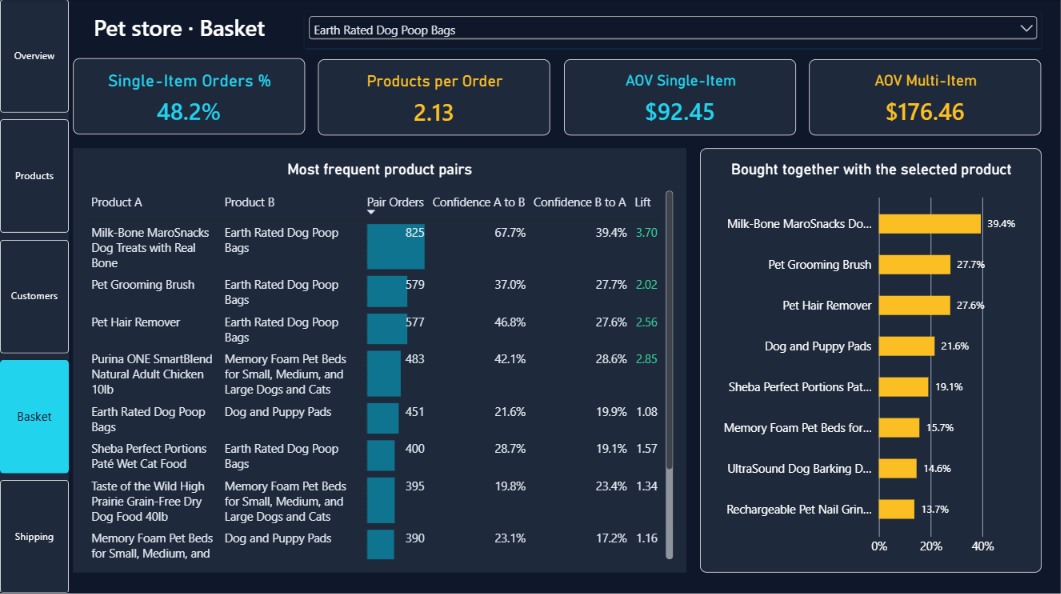 Overview
Products
Customers
Basket
Shipping
Pet store · Basket
Earth Rated Dog Poop Bags
Single-Item Orders %
48.2%
Products per Order
2.13
AOV Single-Item
$92.45
AOV Multi-Item
$176.46
Most frequent product pairs
Product A Product B Pair Orders Confidence A to B Confidence B to A Lift
Milk-Bone MaroSnacks Earth Rated Dog Poop 825 67.7% 39.4% 3.70
Dog Treats with Real Bags
Bone
Pet Grooming Brush Earth Rated Dog Poop 579 37.0% 27.7% 2.02
Bags
Pet Hair Remover Earth Rated Dog Poop 577 46.8% 27.6% 2.56
Bags
Purina ONE SmartBlend Memory Foam Pet Beds 483 42.1% 28.6% 2.85
Natural Adult Chicken for Small, Medium, and
10lb Large Dogs and Cats
Earth Rated Dog Poop Dog and Puppy Pads 451 21.6% 19.9% 1.08
Bags
Sheba Perfect Portions Earth Rated Dog Poop 400 28.7% 19.1% 1.57
Paté Wet Cat Food Bags
Taste of the Wild High Memory Foam Pet Beds 395 19.8% 23.4% 1.34
Prairie Grain-Free Dry for Small, Medium, and
Dog Food 40lb Large Dogs and Cats
Memory Foam Pet Beds Dog and Puppy Pads 390 23.1% 17.2% 1.16
for Small, Medium, and
Bought together with the selected product
Milk-Bone MaroSnacks Do... 39.4%
Pet Grooming Brush 27.7%
Pet Hair Remover 27.6%
Dog and Puppy Pads 21.6%
Sheba Perfect Portions Pat... 19.1%
Memory Foam Pet Beds for... 15.7%
UltraSound Dog Barking D... 14.6%
Rechargeable Pet Nail Grin... 13.7%
0% 20% 40%